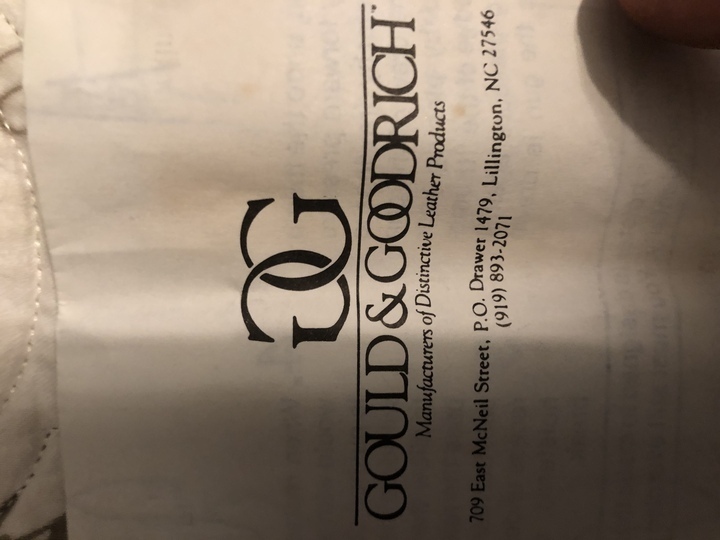 GG
GOULD & GOODRICH™
Manufacturers of Distinctive Leather Products
709 East McNeil Street, P.O. Drawer 1479, Lillington, NC 27546
(919) 893-2071